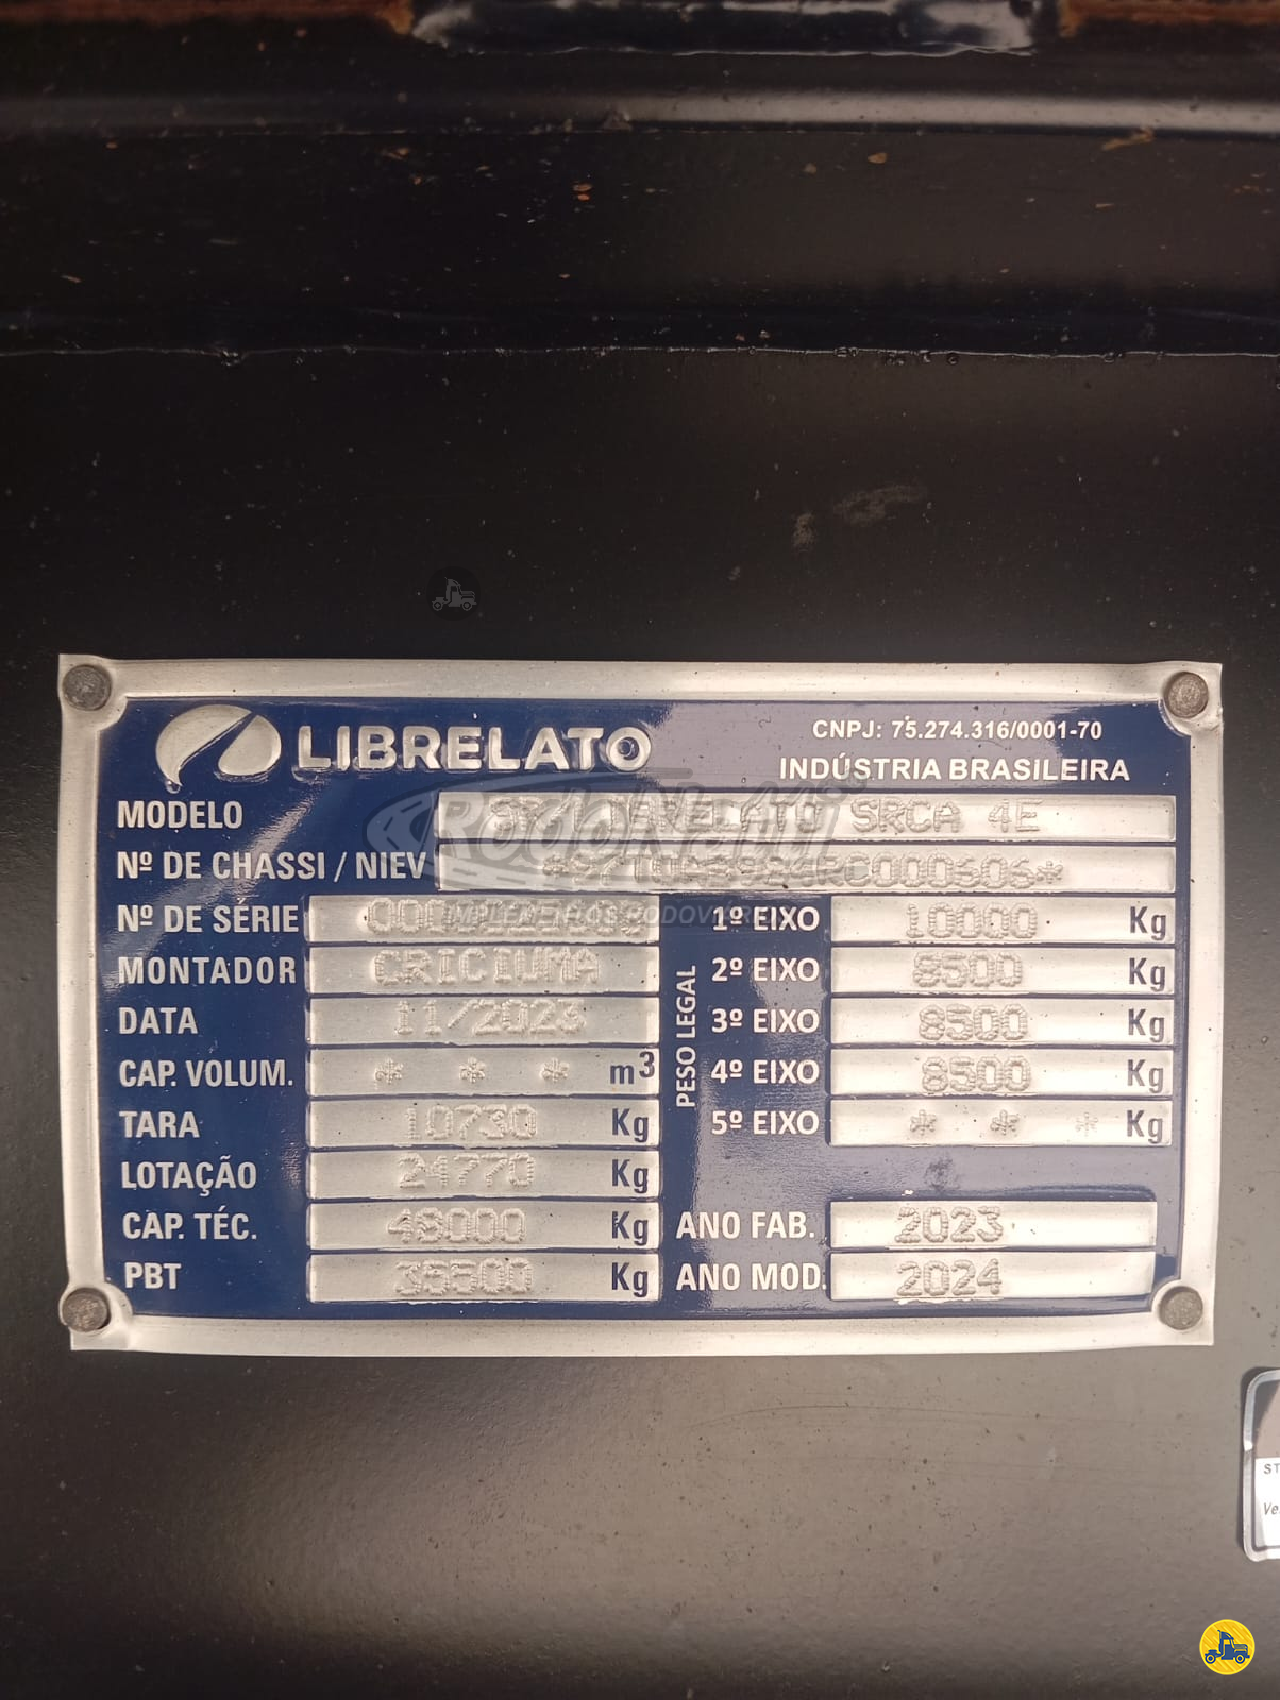 LIBRELATO
CNPJ: 75.274.316/0001-70
INDÚSTRIA BRASILEIRA
MODELO LIBRELATO SRCA 4E
Nº DE CHASSI / NIEV
Nº DE SÉRIE
MONTADOR CRICIUMA
DATA 11/2023
CAP. VOLUM. * * * m³
TARA 10730 Kg
LOTAÇÃO 24770 Kg
CAP. TÉC. 48000 Kg
PBT 35500 Kg
PESO LEGAL
1º EIXO 10000 Kg
2º EIXO 8500 Kg
3º EIXO 8500 Kg
4º EIXO 8500 Kg
5º EIXO * * * Kg
ANO FAB. 2023
ANO MOD. 2024
IMPLEMENTOS RODOVIÁRIOS